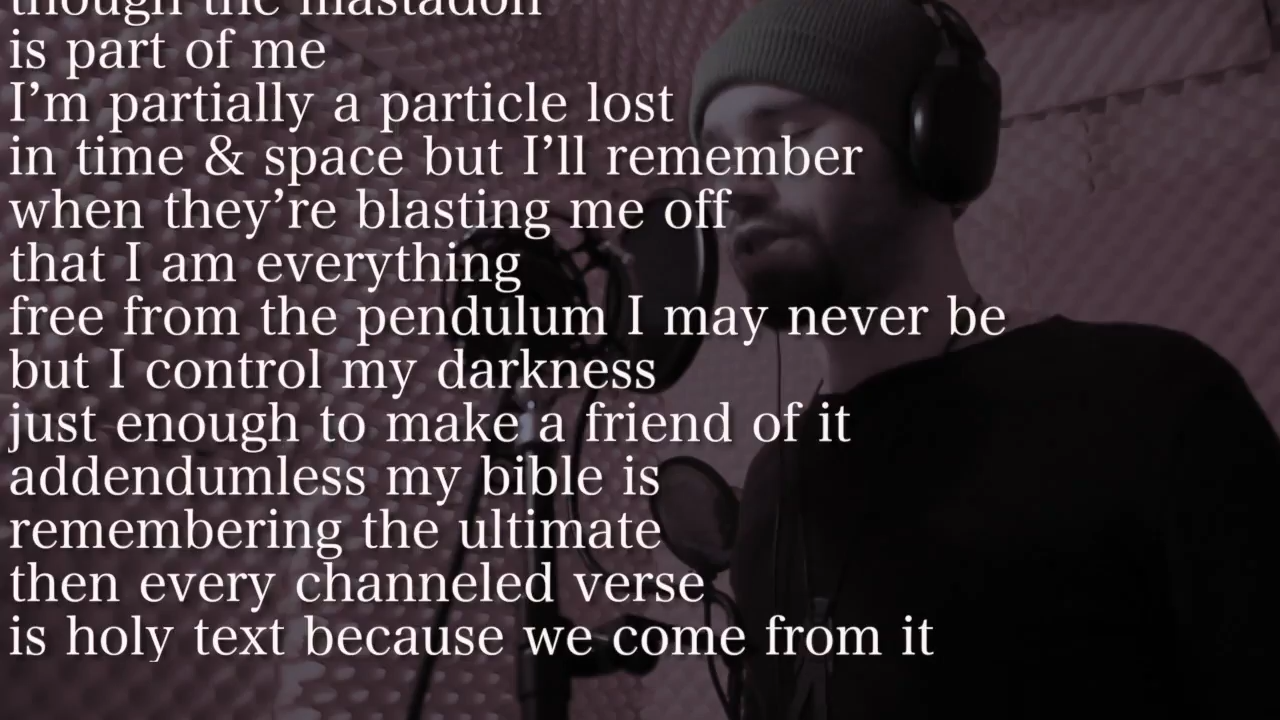 though the mastadon
is part of me
I'm partially a particle lost
in time & space but I'll remember
when they're blasting me off
that I am everything
free from the pendulum I may never be
but I control my darkness
just enough to make a friend of it
addendumless my bible is
remembering the ultimate
then every channeled verse
is holy text because we come from it